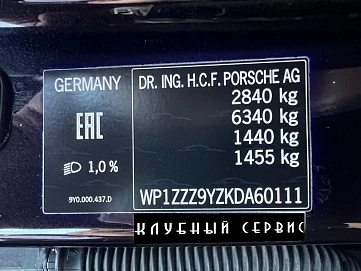 GERMANY
EAC
1,0 %
9Y0.000.437.D
DR. ING. H.C.F. PORSCHE AG
2840 kg
6340 kg
1440 kg
1455 kg
WP1ZZZ9YZKDA60111
КЛУБНЫЙ СЕРВИС